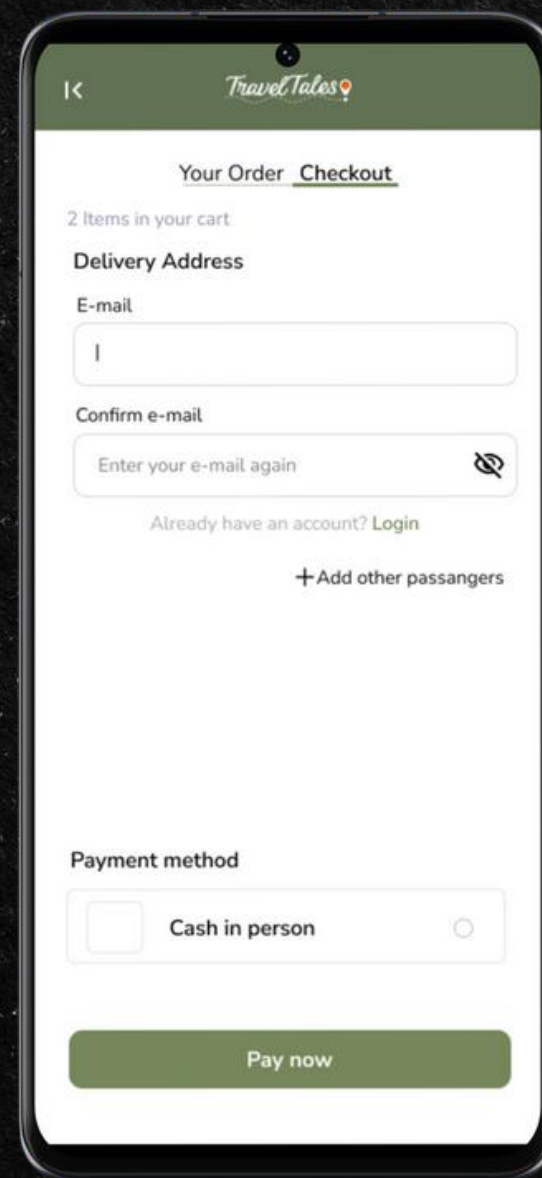 TravelTales
Your Order Checkout
2 Items in your cart
Delivery Address
E-mail
Confirm e-mail
Enter your e-mail again
Already have an account? Login
+Add other passangers
Payment method
Cash in person
Pay now